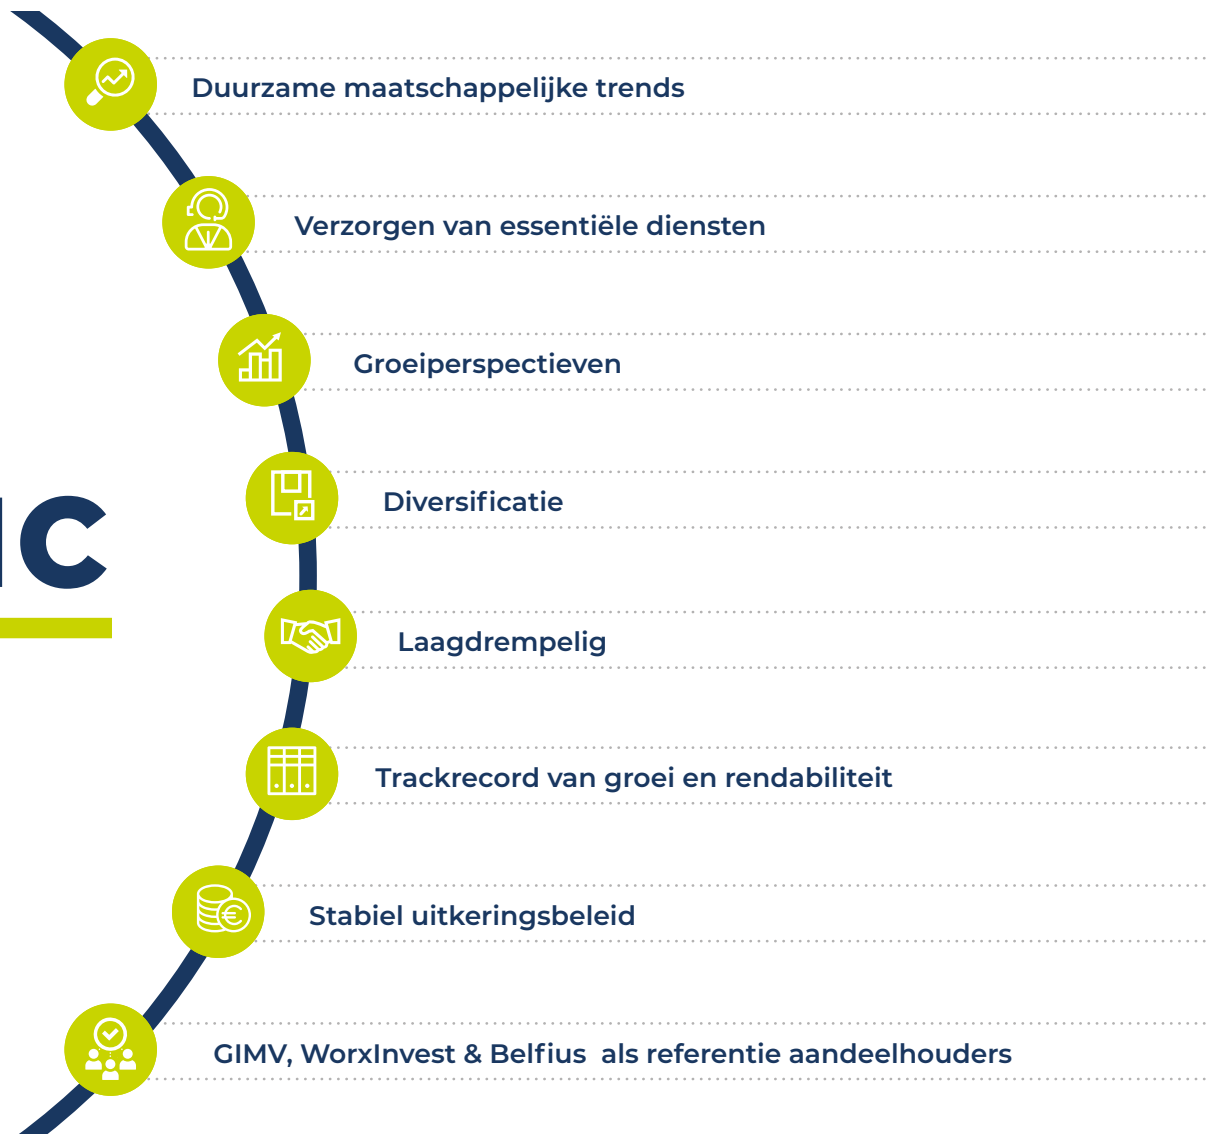 Duurzame maatschappelijke trends
Verzorgen van essentiële diensten
Groeiperspectieven
Diversificatie
Laagdrempelig
Trackrecord van groei en rendabiliteit
Stabiel uitkeringsbeleid
GIMV, WorxInvest & Belfius als referentie aandeelhouders